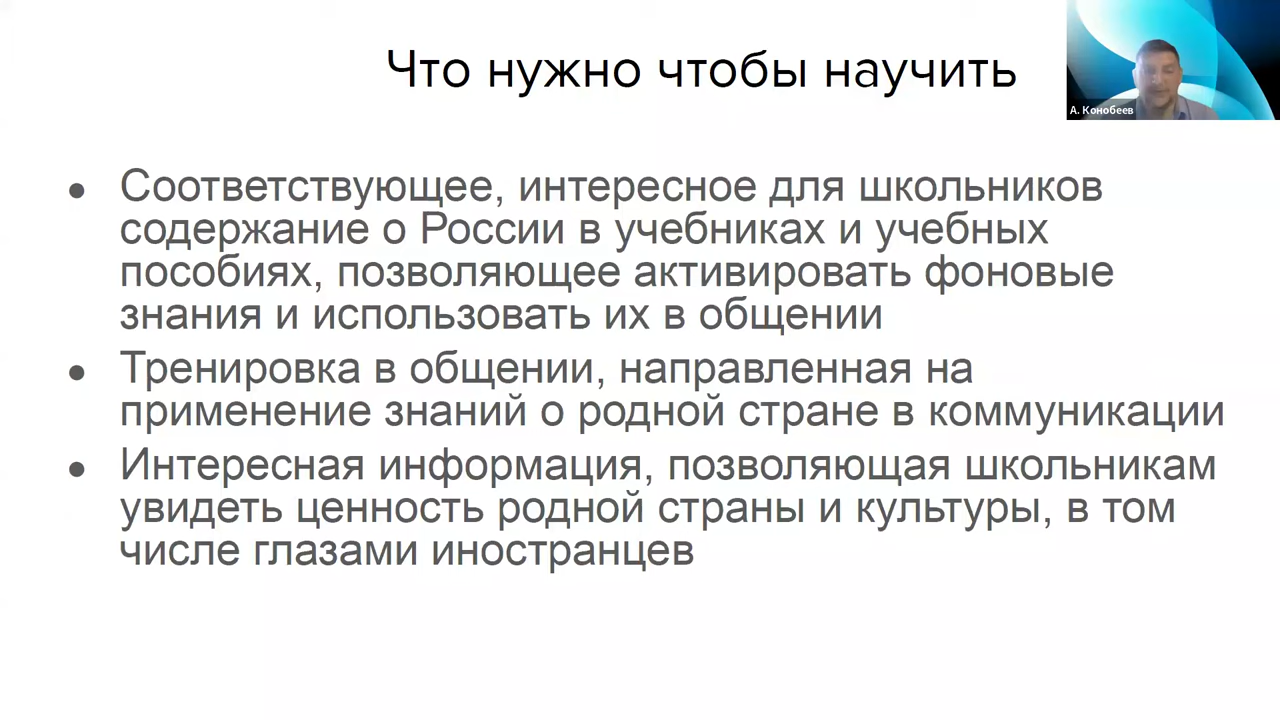 Что нужно чтобы научить
А. Конобеев
● Соответствующее, интересное для школьников
содержание о России в учебниках и учебных
пособиях, позволяющее активировать фоновые
знания и использовать их в общении
● Тренировка в общении, направленная на
применение знаний о родной стране в коммуникации
● Интересная информация, позволяющая школьникам
увидеть ценность родной страны и культуры, в том
числе глазами иностранцев